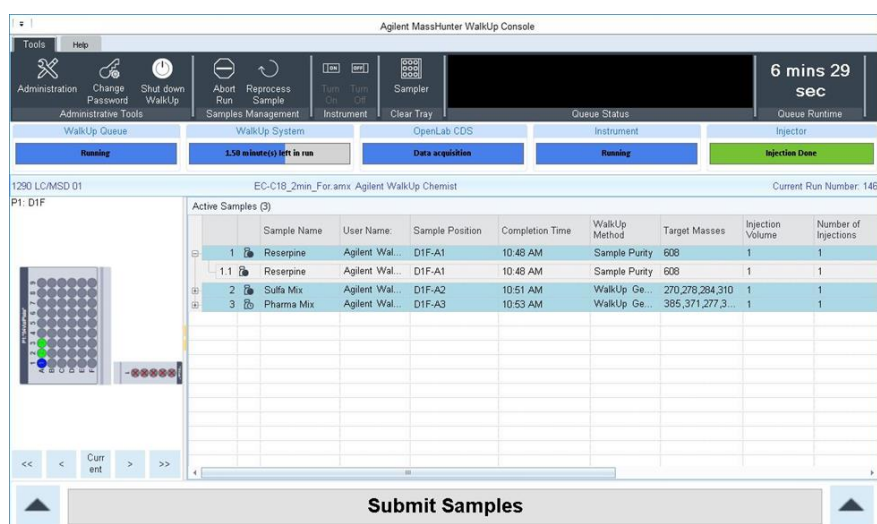 Agilent MassHunter WalkUp Console
Tools Help
Administration Change Password Shut down WalkUp Abort Run Reprocess Sample Turn On Turn Off Sampler 6 mins 29 sec
Administrative Tools Samples Management Instrument Clear Tray Queue Status Queue Runtime
WalkUp Queue WalkUp System OpenLab CDS Instrument Injector
Running 1.50 minute(s) left in run Data acquisition Running Injection Done
1290 LC/MSD 01 EC-C18_2min_For.amx Agilent WalkUp Chemist Current Run Number: 146
P1: D1F Active Samples (3)
Sample Name User Name: Sample Position Completion Time WalkUp Method Target Masses Injection Volume Number of Injections
1 Reserpine Agilent Wal... D1F-A1 10:48 AM Sample Purity 608 1 1
1.1 Reserpine Agilent Wal... D1F-A1 10:48 AM Sample Purity 608 1 1
2 Sulfa Mix Agilent Wal... D1F-A2 10:51 AM WalkUp Ge... 270,278,284,310 1 1
3 Pharma Mix Agilent Wal... D1F-A3 10:53 AM WalkUp Ge... 385,371,277,3... 1 1
<< < Curr ent > >>
Submit Samples